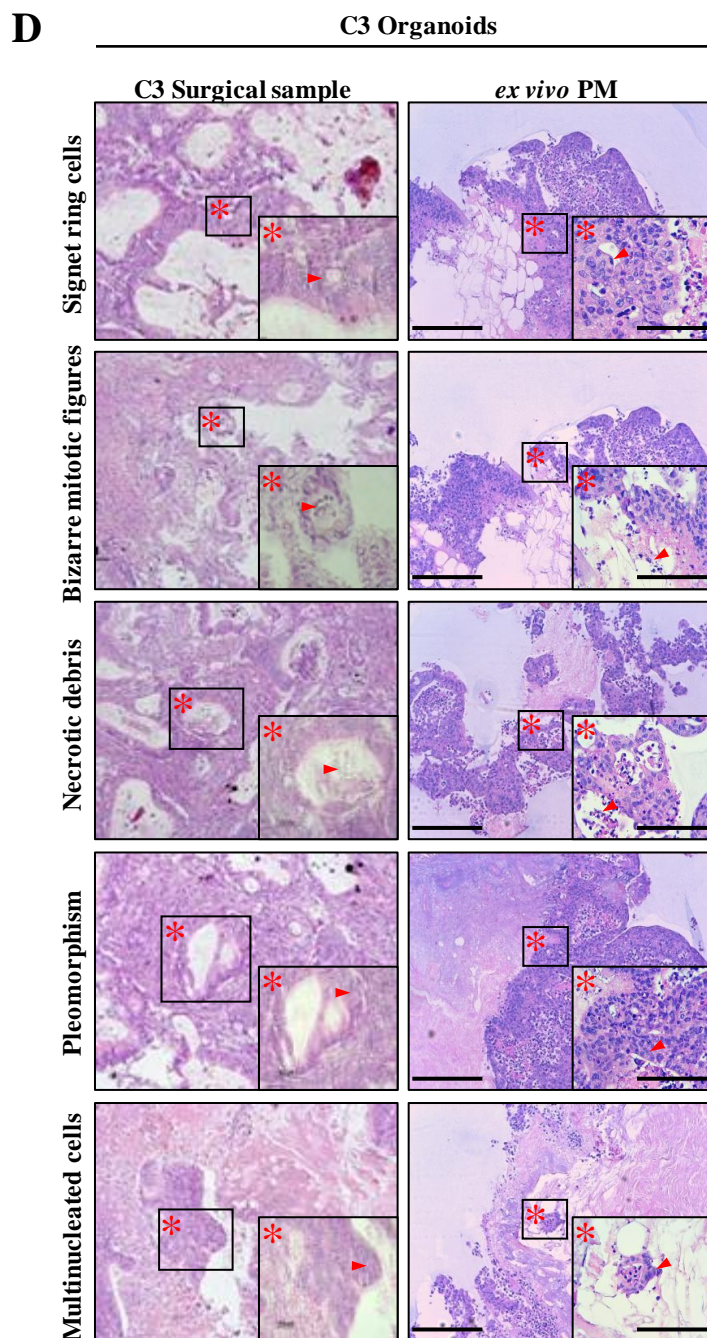 D
C3 Organoids
C3 Surgical sample
ex vivo PM
Signet ring cells
*
*
*
*
Bizarre mitotic figures
*
*
*
*
Necrotic debris
*
*
*
*
Pleomorphism
*
*
*
*
Multinucleated cells
*
*
*
*